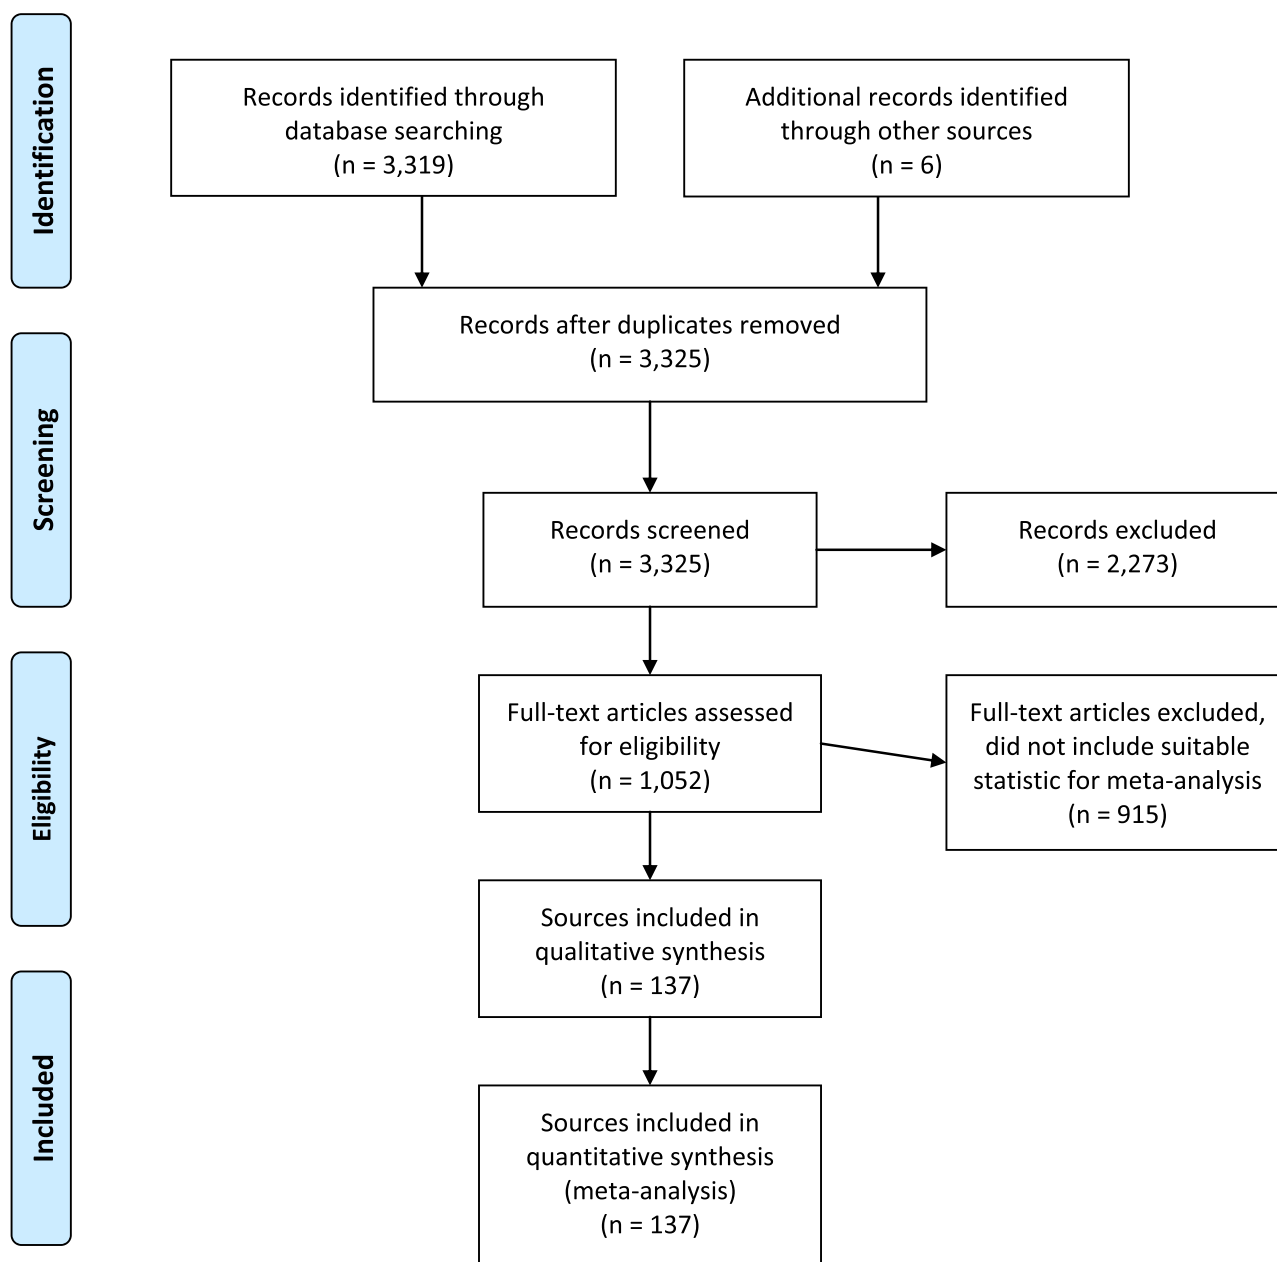 Identification
Records identified through
database searching
(n = 3,319)
Additional records identified
through other sources
(n = 6)
Records after duplicates removed
(n = 3,325)
Screening
Records screened
(n = 3,325)
Records excluded
(n = 2,273)
Eligibility
Full-text articles assessed
for eligibility
(n = 1,052)
Full-text articles excluded,
did not include suitable
statistic for meta-analysis
(n = 915)
Sources included in
qualitative synthesis
(n = 137)
Included
Sources included in
quantitative synthesis
(meta-analysis)
(n = 137)